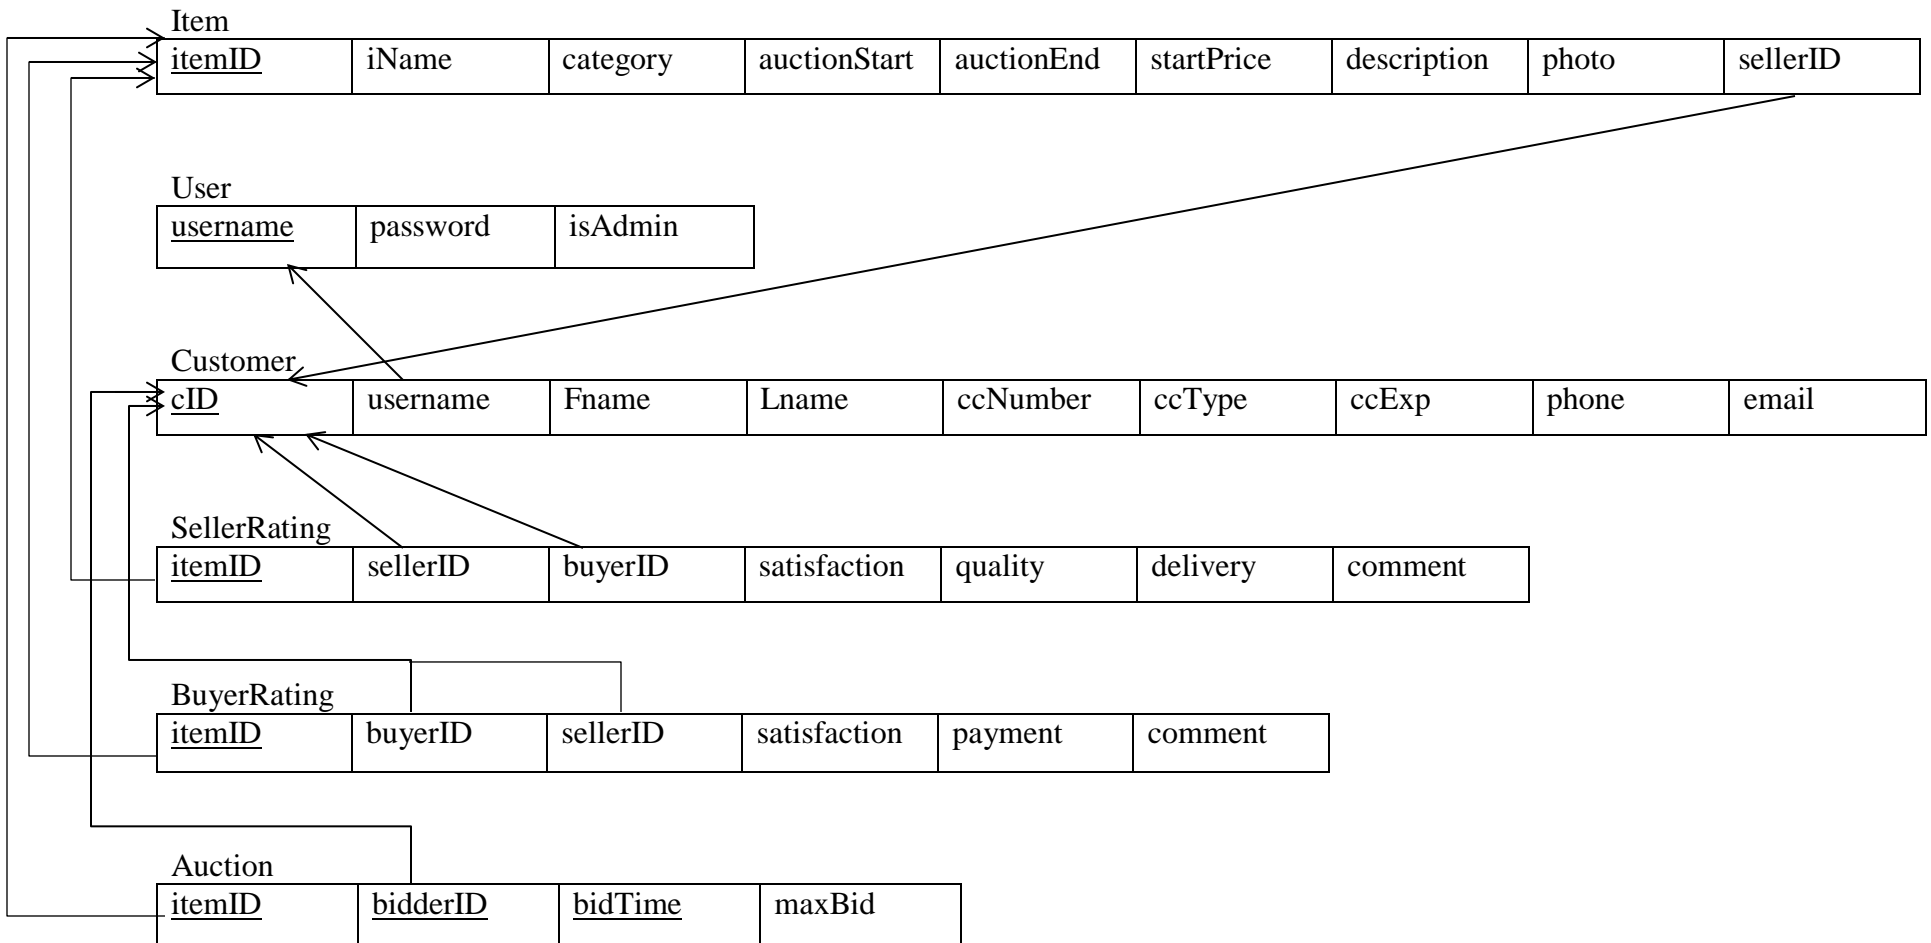 Item
itemID iName category auctionStart auctionEnd startPrice description photo sellerID
User
username password isAdmin
Customer
cID username Fname Lname ccNumber ccType ccExp phone email
SellerRating
itemID sellerID buyerID satisfaction quality delivery comment
BuyerRating
itemID buyerID sellerID satisfaction payment comment
Auction
itemID bidderID bidTime maxBid